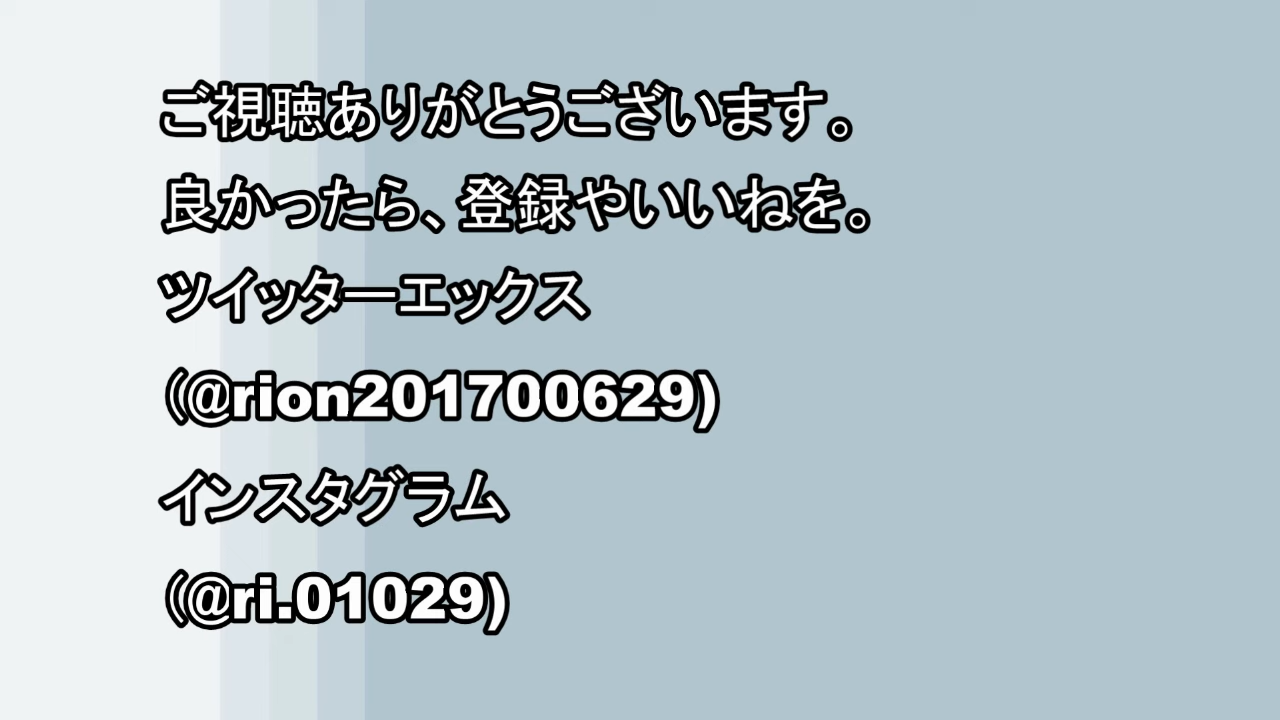 ご視聴ありがとうございます。
良かったら、登録やいいねを。
ツイッターエックス
(@rion201700629)
インスタグラム
(@ri.01029)